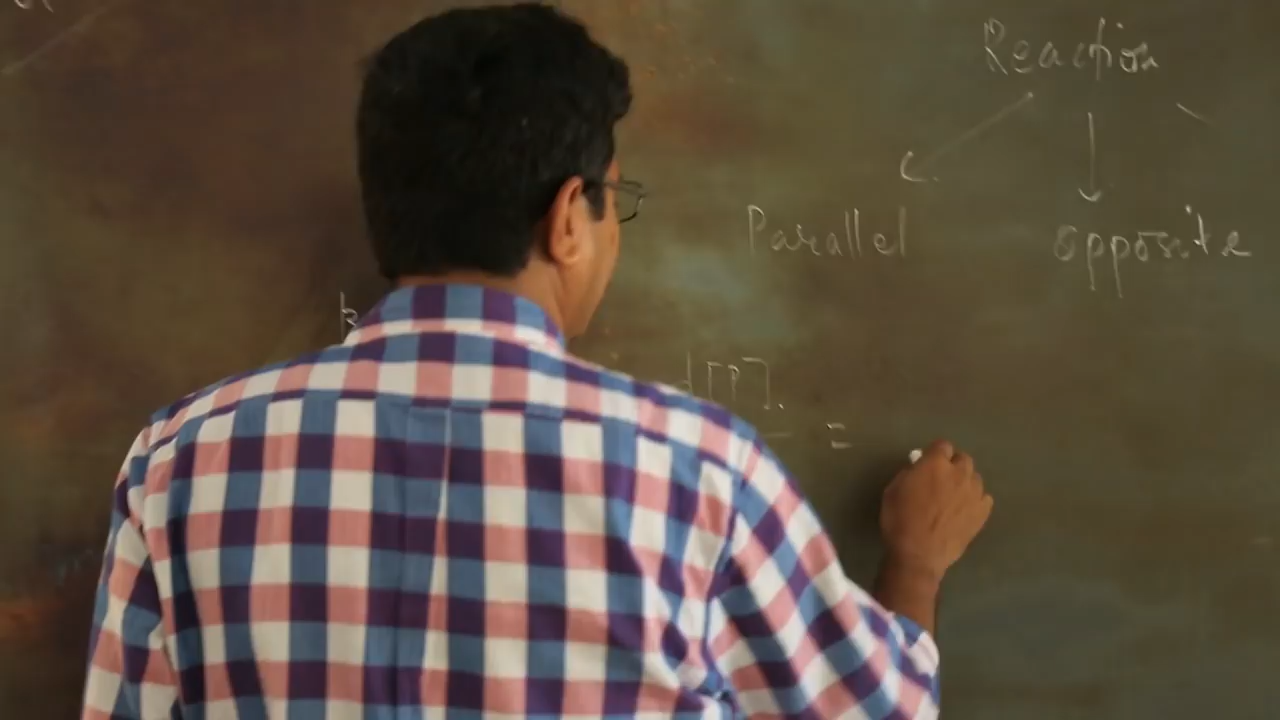 Reaction
C.
Parallel
opposite
k
d[P].
=